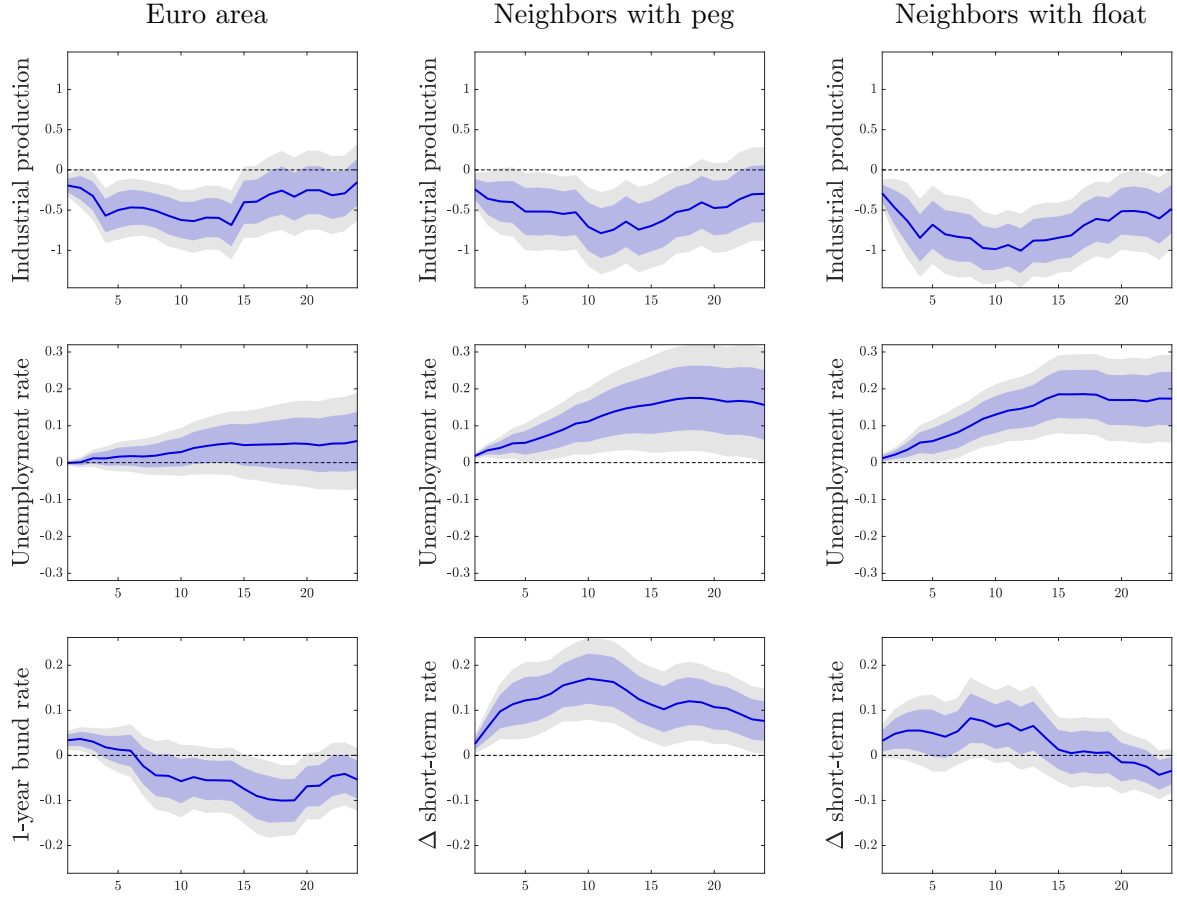 Euro area Neighbors with peg Neighbors with float
Industrial production
1
0.5
0
-0.5
-1
5 10 15 20
Industrial production
1
0.5
0
-0.5
-1
5 10 15 20
Industrial production
1
0.5
0
-0.5
-1
5 10 15 20
Unemployment rate
0.3
0.2
0.1
0
-0.1
-0.2
-0.3
5 10 15 20
Unemployment rate
0.3
0.2
0.1
0
-0.1
-0.2
-0.3
5 10 15 20
Unemployment rate
0.3
0.2
0.1
0
-0.1
-0.2
-0.3
5 10 15 20
1-year bund rate
0.2
0.1
0
-0.1
-0.2
5 10 15 20
Δ short-term rate
0.2
0.1
0
-0.1
-0.2
5 10 15 20
Δ short-term rate
0.2
0.1
0
-0.1
-0.2
5 10 15 20